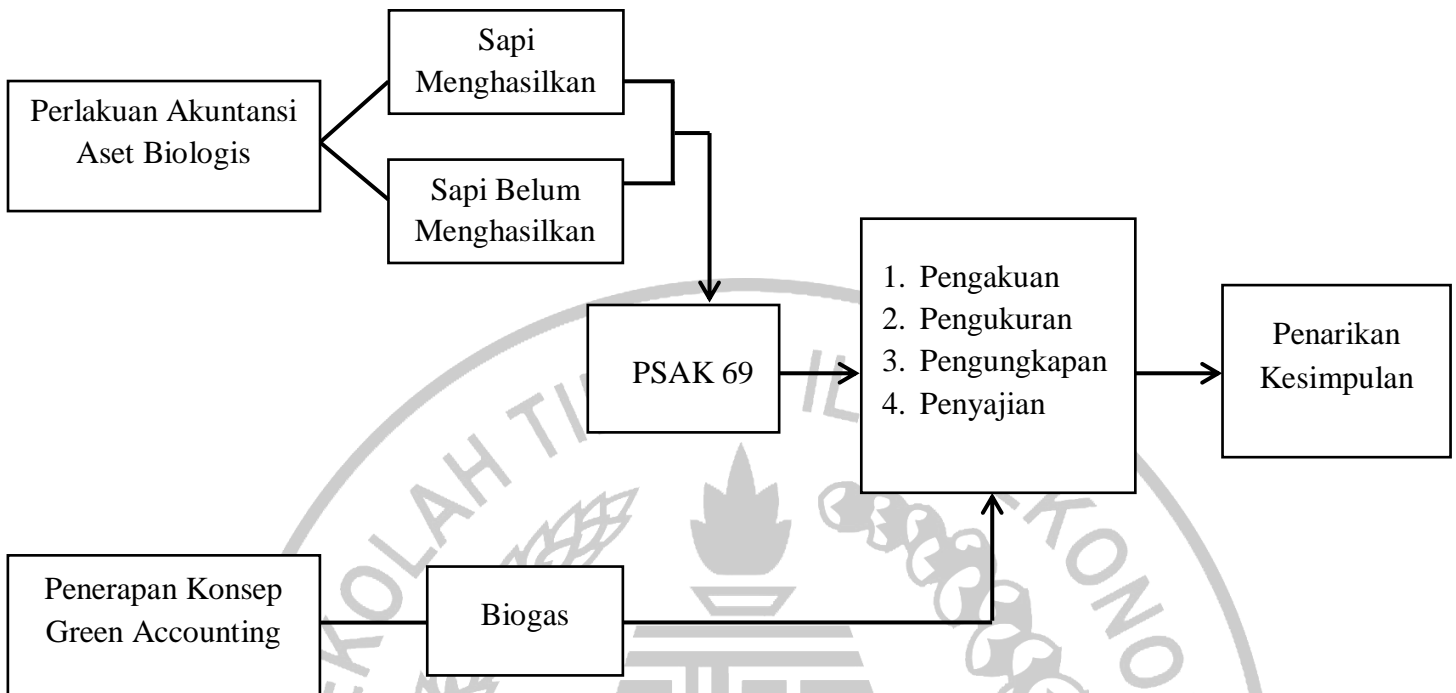 Sapi
Menghasilkan
Perlakuan Akuntansi
Aset Biologis
Sapi Belum
Menghasilkan
PSAK 69
1. Pengakuan
2. Pengukuran
3. Pengungkapan
4. Penyajian
Penarikan
Kesimpulan
Penerapan Konsep
Green Accounting
Biogas